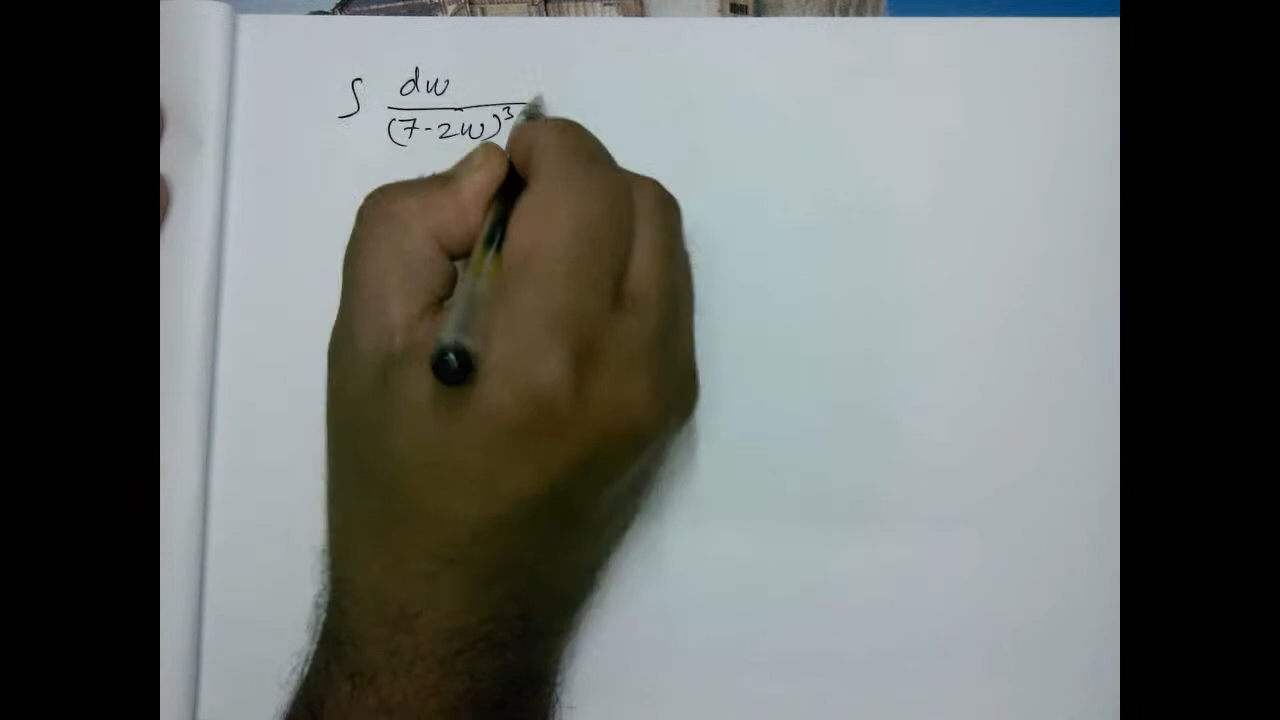 ∫ dw / (7-2w)³